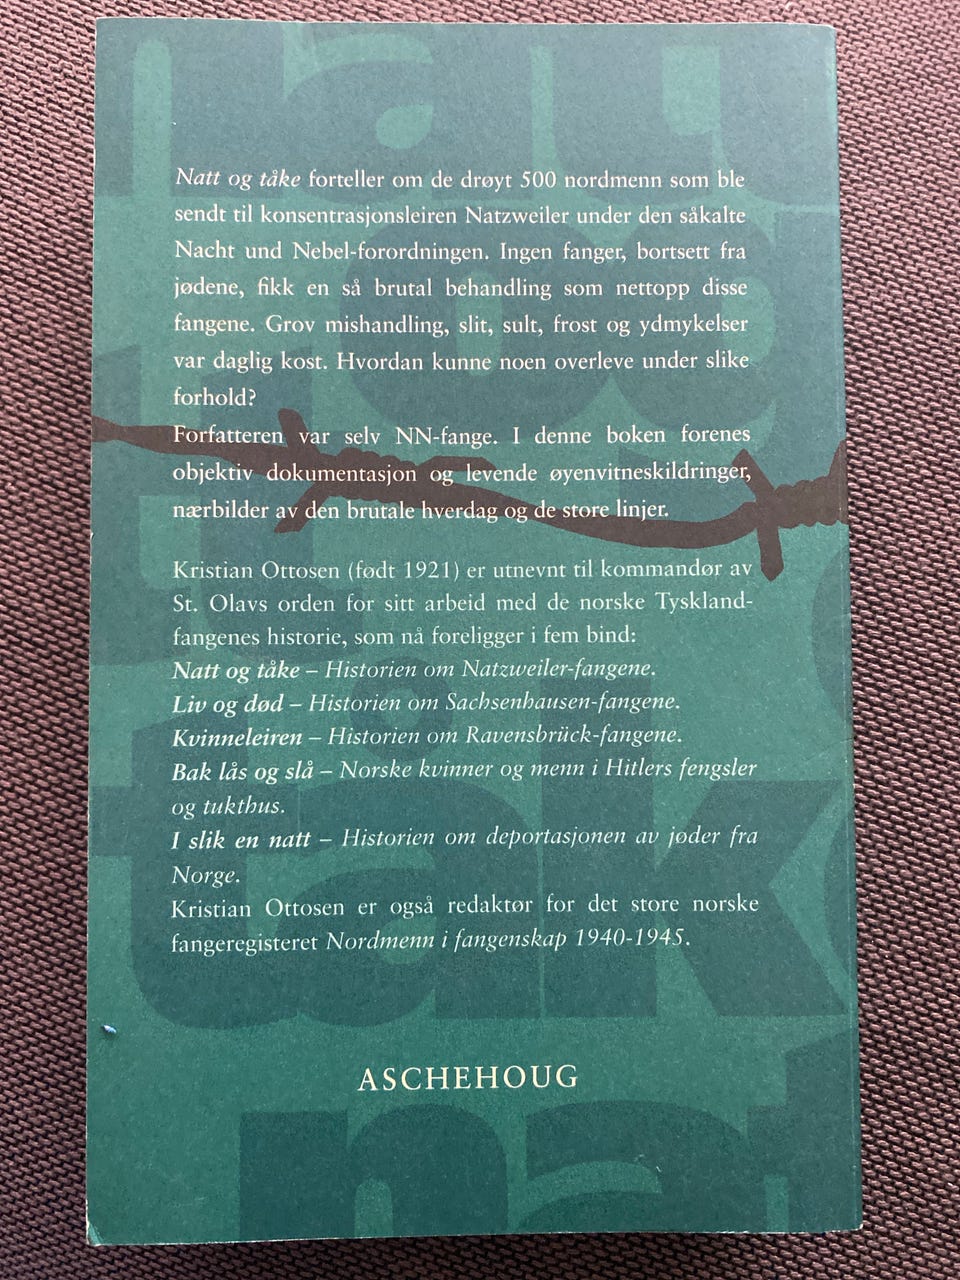 Natt og tåke forteller om de drøyt 500 nordmenn som ble
sendt til konsentrasjonsleiren Natzweiler under den såkalte
Nacht und Nebel-forordningen. Ingen fanger, bortsett fra
jødene, fikk en så brutal behandling som nettopp disse
fangene. Grov mishandling, slit, sult, frost og ydmykelser
var daglig kost. Hvordan kunne noen overleve under slike
forhold?
Forfatteren var selv NN-fange. I denne boken forenes
objektiv dokumentasjon og levende øyenvitneskildringer,
nærbilder av den brutale hverdag og de store linjer.
Kristian Ottosen (født 1921) er utnevnt til kommandør av
St. Olavs orden for sitt arbeid med de norske Tyskland-
fangenes historie, som nå foreligger i fem bind:
Natt og tåke – Historien om Natzweiler-fangene.
Liv og død – Historien om Sachsenhausen-fangene.
Kvinneleiren – Historien om Ravensbrück-fangene.
Bak lås og slå – Norske kvinner og menn i Hitlers fengsler
og tukthus.
I slik en natt – Historien om deportasjonen av jøder fra
Norge.
Kristian Ottosen er også redaktør for det store norske
fangeregisteret Nordmenn i fangenskap 1940-1945.
ASCHEHOUG